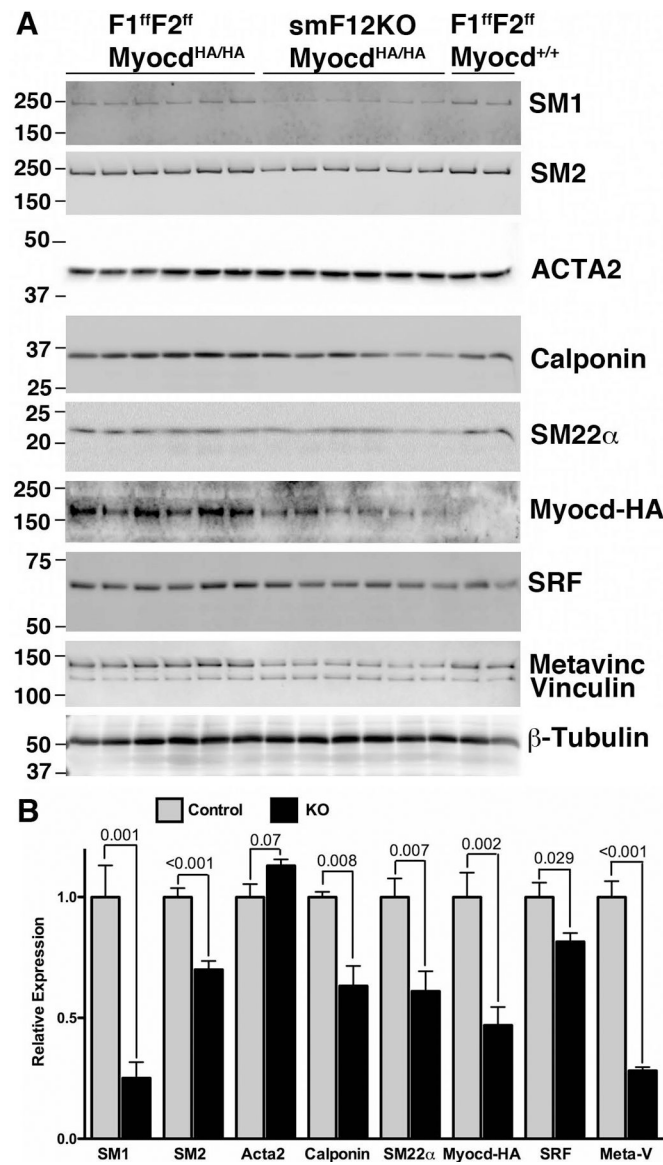 A
F1ffF2ff smF12KO F1ffF2ff
MyocdHA/HA MyocdHA/HA Myocd+/+
250
150
SM1
250
150
SM2
50
37
ACTA2
37
25
Calponin
25
20
SM22α
250
150
Myocd-HA
75
50
SRF
150
100
Metavinc
Vinculin
50
37
β-Tubulin
B
Control KO
0.001 <0.001 0.07 0.008 0.007 0.002 0.029 <0.001
Relative Expression
1.0
0.5
0.0
SM1 SM2 Acta2 Calponin SM22α Myocd-HA SRF Meta-V